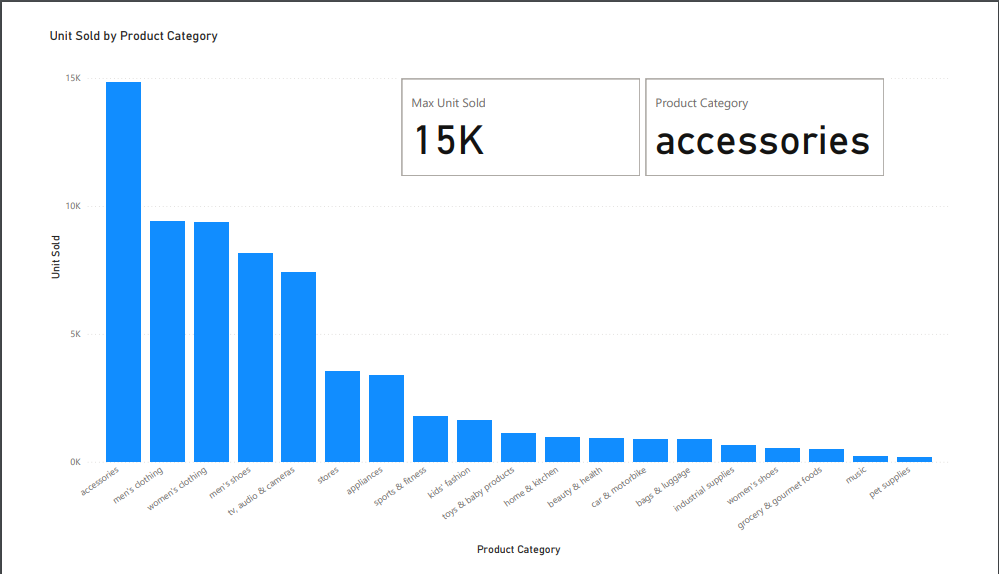 Unit Sold by Product Category
15K
10K
5K
0K
Unit Sold
Max Unit Sold
15K
Product Category
accessories
accessories
men's clothing
women's clothing
men's shoes
tv, audio & cameras
stores
appliances
sports & fitness
kids' fashion
toys & baby products
home & kitchen
beauty & health
car & motorbike
bags & luggage
industrial supplies
women's shoes
grocery & gourmet foods
music
pet supplies
Product Category